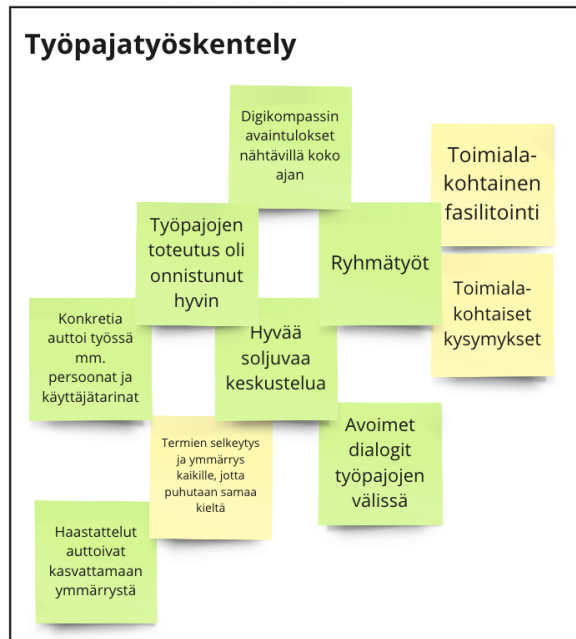 Työpajatyöskentely
Digikompassin
avaintulokset
nähtävillä koko
ajan
Toimiala-
kohtainen
fasilitointi
Työpajojen
toteutus oli
onnistunut
hyvin
Ryhmätyöt
Toimiala-
kohtaiset
kysymykset
Konkretia
auttoi työssä
mm.
persoonat ja
käyttäjätarinat
Hyvää
soljuvaa
keskustelua
Termien selkeytys
ja ymmärrys
kaikille, jotta
puhutaan samaa
kieltä
Avoimet
dialogit
työpajojen
välissä
Haastattelut
auttoivat
kasvattamaan
ymmärrystä